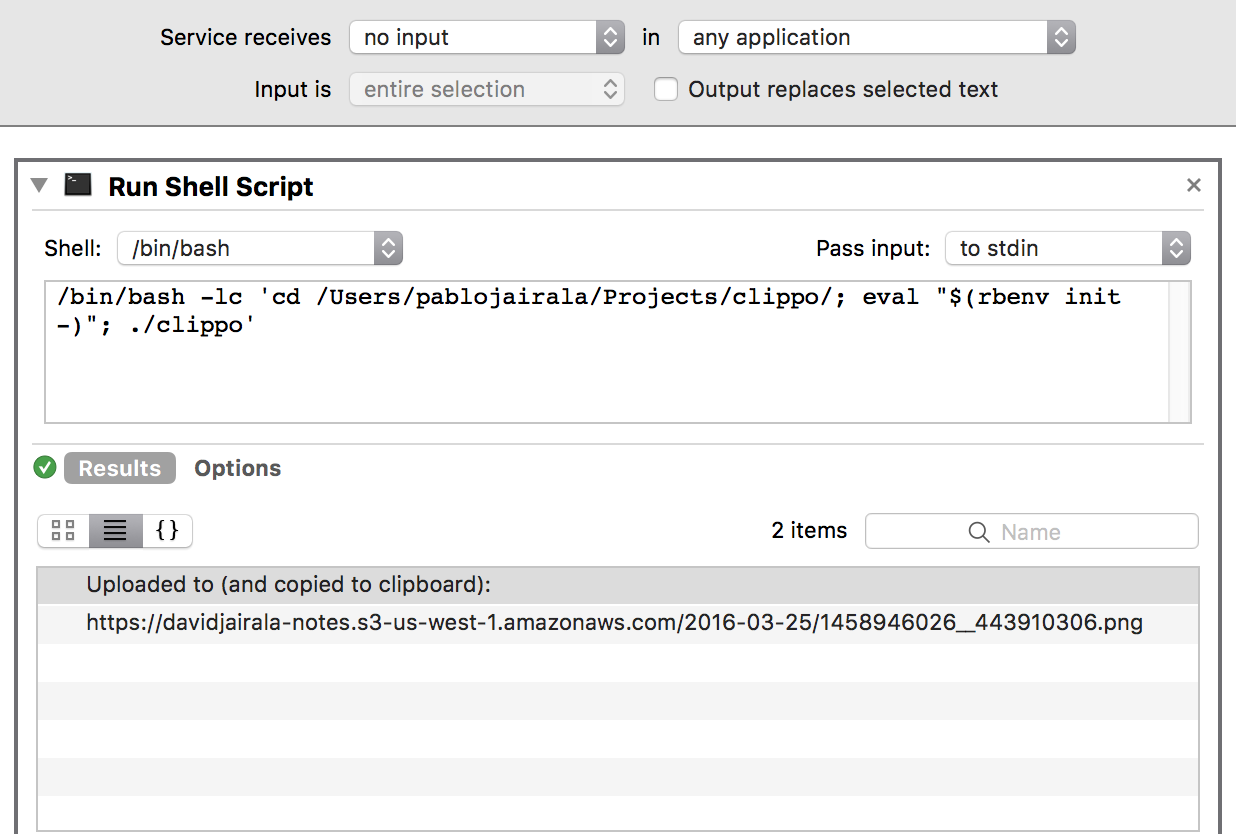 Service receives no input in any application
Input is entire selection Output replaces selected text
Run Shell Script
Shell: /bin/bash Pass input: to stdin
/bin/bash -lc 'cd /Users/pablojairala/Projects/clippo/; eval "$(rbenv init
-)"; ./clippo'
Results Options
{} 2 items Name
Uploaded to (and copied to clipboard):
https://davidjairala-notes.s3-us-west-1.amazonaws.com/2016-03-25/1458946026__443910306.png